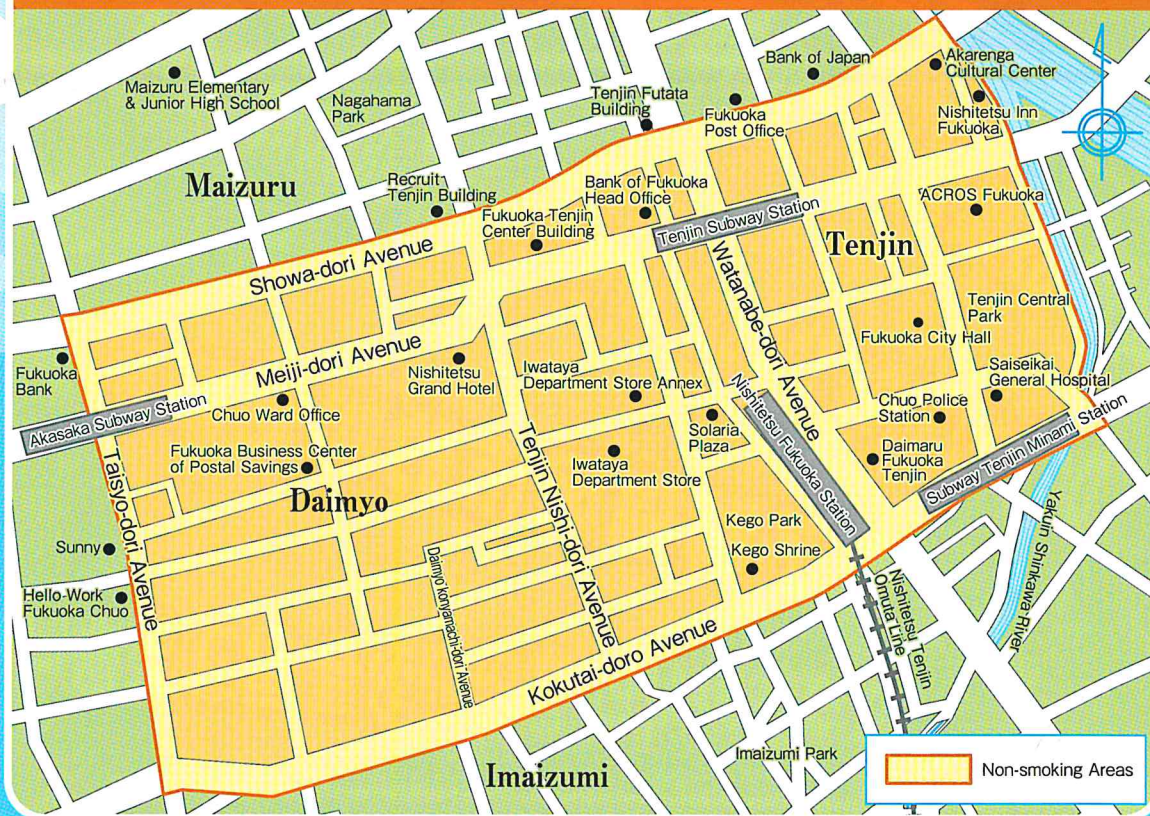 Maizuru Elementary
& Junior High School
Nagahama
Park
Tenjin Futata
Building
Bank of Japan
Fukuoka
Post Office
Akarenga
Cultural Center
Nishitetsu Inn
Fukuoka
Maizuru
Recruit
Tenjin Building
Bank of Fukuoka
Head Office
Fukuoka Tenjin
Center Building
Tenjin Subway Station
ACROS Fukuoka
Tenjin
Showa-dori Avenue
Watanabe-dori Avenue
Tenjin Central
Park
Fukuoka City Hall
Meiji-dori Avenue
Fukuoka
Bank
Nishitetsu
Grand Hotel
Iwataya
Department Store Annex
Saiseikai
General Hospital
Chuo Ward Office
Akasaka Subway Station
Nishitetsu Fukuoka Station
Solaria
Plaza
Chuo Police
Station
Subway Tenjin Minami Station
Fukuoka Business Center
of Postal Savings
Iwataya
Department Store
Daimaru
Fukuoka
Tenjin
Taisyo-dori Avenue
Daimyo
Tenjin Nishi-dori Avenue
Kego Park
Kego Shrine
Yakuin Shinkawa River
Sunny
Hello-Work
Fukuoka Chuo
Daimyo konyamachi-dori Avenue
Nishitetsu Tenjin
Omuta Line
Kokutai-doro Avenue
Imaizumi
Imaizumi Park
Non-smoking Areas